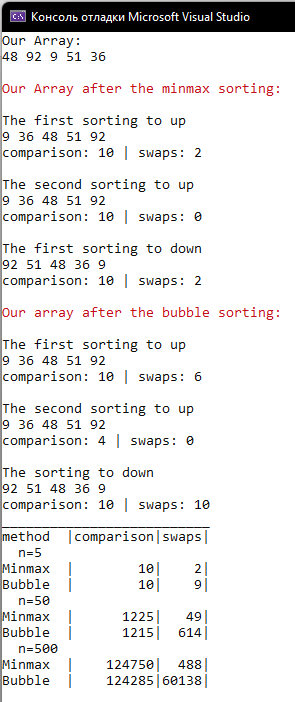 Консоль отладки Microsoft Visual Studio
Our Array:
48 92 9 51 36
Our Array after the minmax sorting:
The first sorting to up
9 36 48 51 92
comparison: 10 | swaps: 2
The second sorting to up
9 36 48 51 92
comparison: 10 | swaps: 0
The first sorting to down
92 51 48 36 9
comparison: 10 | swaps: 2
Our array after the bubble sorting:
The first sorting to up
9 36 48 51 92
comparison: 10 | swaps: 6
The second sorting to up
9 36 48 51 92
comparison: 4 | swaps: 0
The sorting to down
92 51 48 36 9
comparison: 10 | swaps: 10
__________________________
method  |comparison|swaps|
  n=5
Minmax  |        10|    2|
Bubble  |        10|    9|
  n=50
Minmax  |      1225|   49|
Bubble  |      1215|  614|
  n=500
Minmax  |    124750|  488|
Bubble  |    124285|60138|